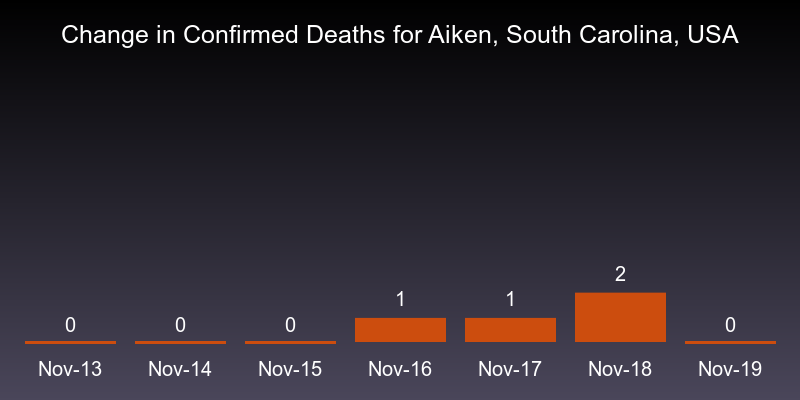 Change in Confirmed Deaths for Aiken, South Carolina, USA
2
1 1
0 0 0 0
Nov-13 Nov-14 Nov-15 Nov-16 Nov-17 Nov-18 Nov-19